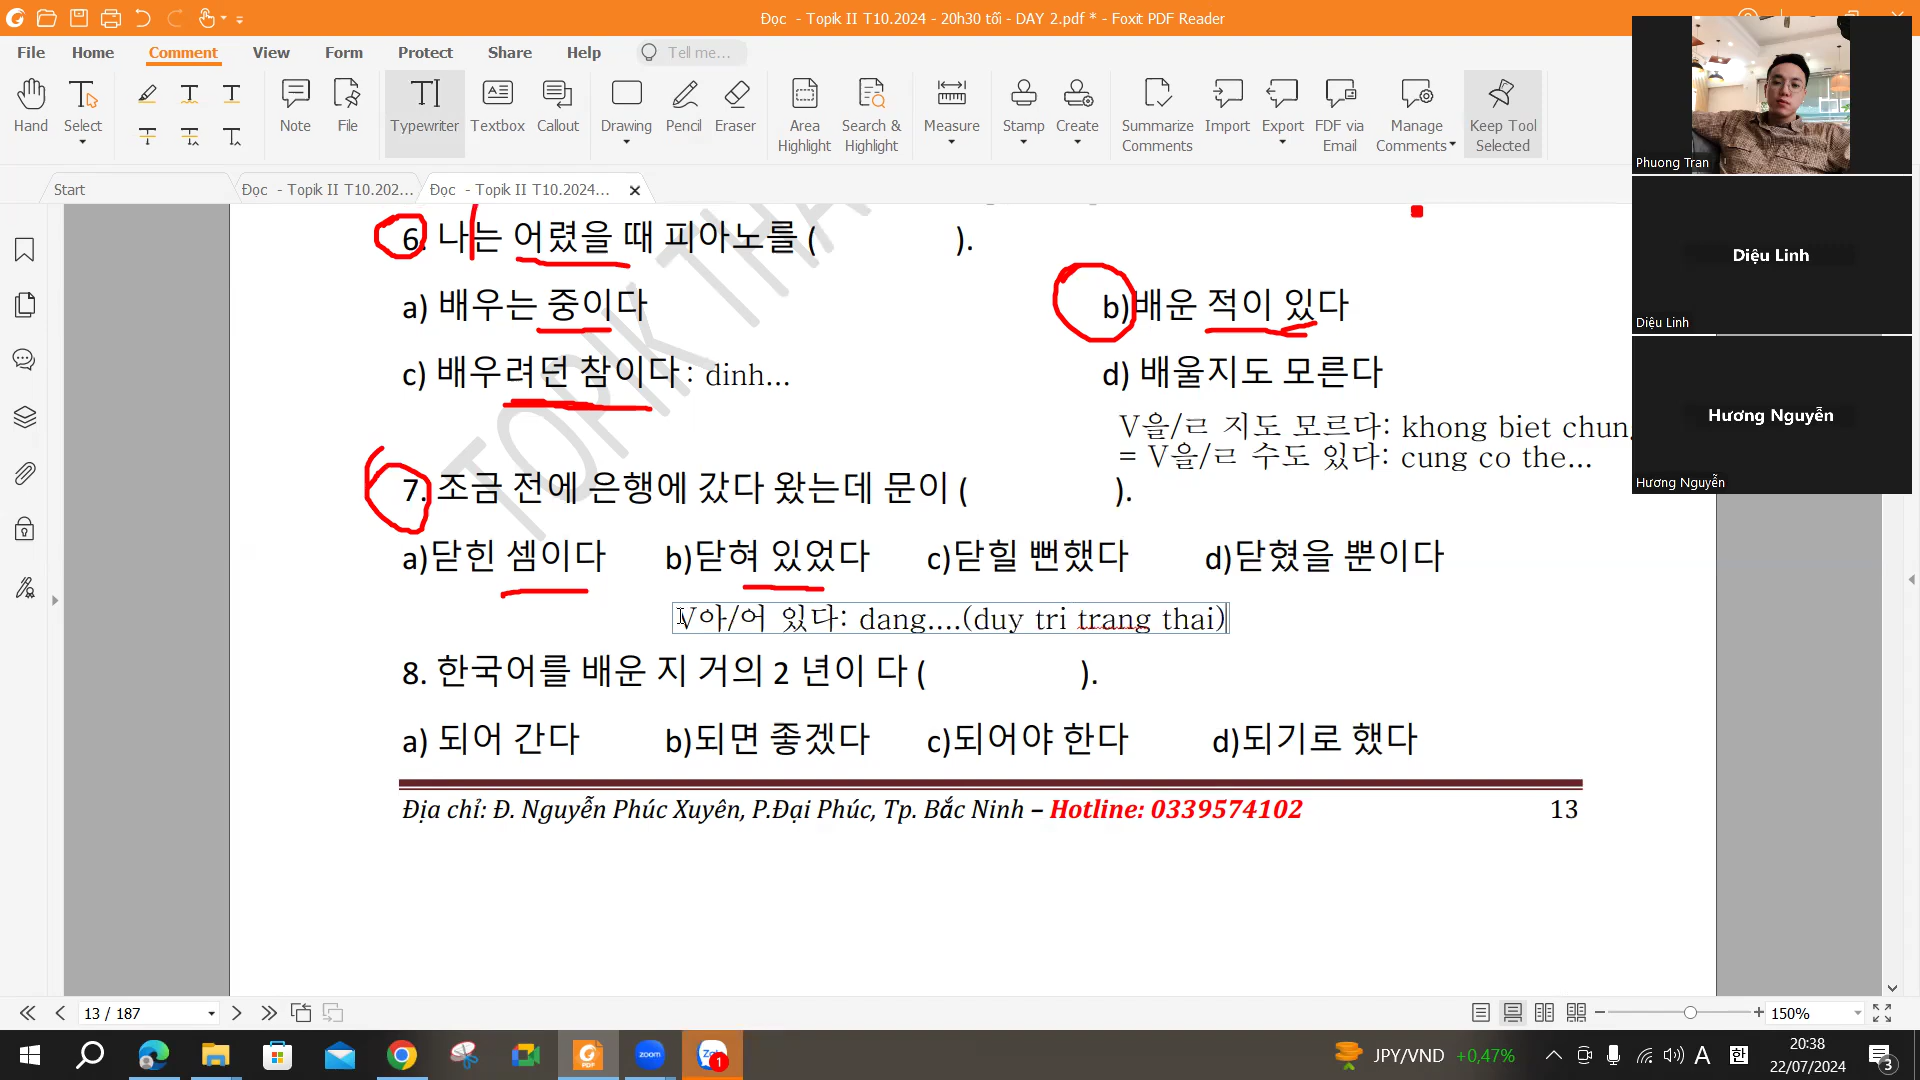 Đọc - Topik II T10.2024 - 20h30 tối - DAY 2.pdf * - Foxit PDF Reader
File Home Comment View Form Protect Share Help Tell me...
Hand Select Note File Typewriter Textbox Callout Drawing Pencil Eraser Area Highlight Search & Highlight Measure Stamp Create Summarize Comments Import Export FDF via Email Manage Comments Keep Tool Selected
Start Đọc - Topik II T10.202... Đọc - Topik II T10.2024...
Phuong Tran
Diệu Linh
Diệu Linh
Hương Nguyễn
Hương Nguyễn
6. 나는 어렸을 때 피아노를 ( ).
a) 배우는 중이다 b)배운 적이 있다
c) 배우려던 참이다 : dinh... d) 배울지도 모른다
V을/ㄹ 지도 모르다: khong biet chun
= V을/ㄹ 수도 있다: cung co the...
7. 조금 전에 은행에 갔다 왔는데 문이 ( ).
a)닫힌 셈이다 b)닫혀 있었다 c)닫힐 뻔했다 d)닫혔을 뿐이다
V아/어 있다: dang....(duy tri trang thai)
8. 한국어를 배운 지 거의 2 년이 다 ( ).
a) 되어 간다 b)되면 좋겠다 c)되어야 한다 d)되기로 했다
Địa chỉ: Đ. Nguyễn Phúc Xuyên, P.Đại Phúc, Tp. Bắc Ninh – Hotline: 0339574102 13
TOPIK THA
13 / 187 150%
JPY/VND +0,47% A 한 20:38
22/07/2024 3
zoom
1